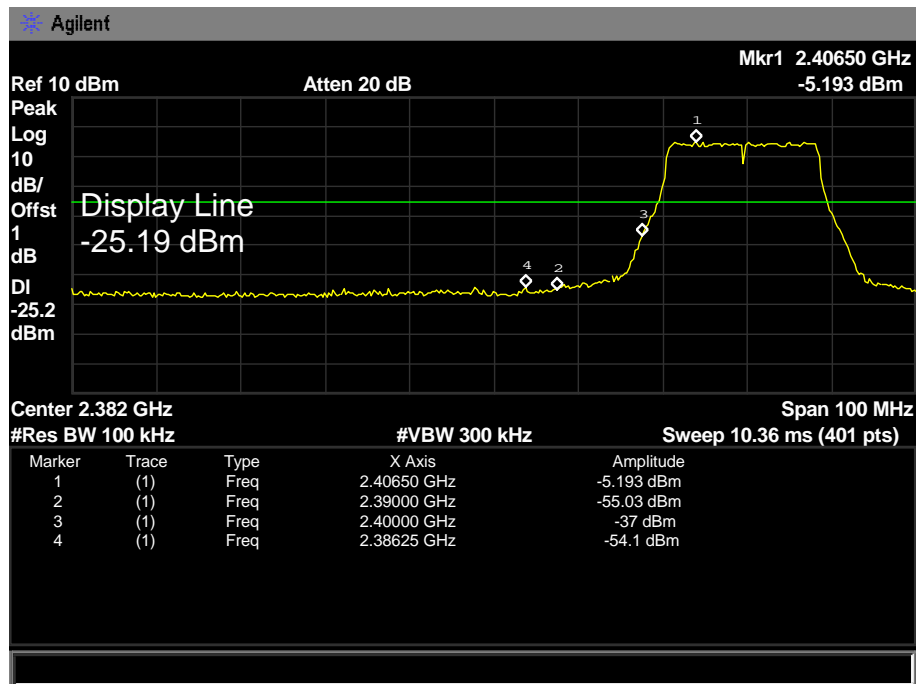 Agilent
Mkr1 2.40650 GHz
Ref 10 dBm Atten 20 dB -5.193 dBm
Peak
Log
10
dB/
Offst
1
dB
DI
-25.2
dBm
1
Display Line
-25.19 dBm
3
4 2
Center 2.382 GHz Span 100 MHz
#Res BW 100 kHz #VBW 300 kHz Sweep 10.36 ms (401 pts)
Marker Trace Type X Axis Amplitude
1 (1) Freq 2.40650 GHz -5.193 dBm
2 (1) Freq 2.39000 GHz -55.03 dBm
3 (1) Freq 2.40000 GHz -37 dBm
4 (1) Freq 2.38625 GHz -54.1 dBm